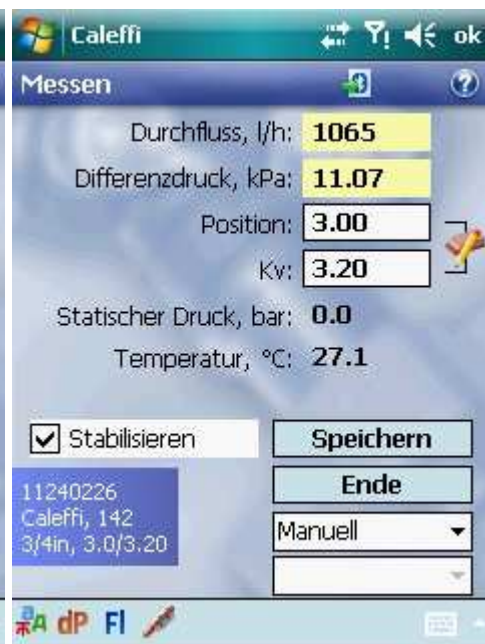 Caleffi ok
Messen
Durchfluss, l/h: 1065
Differenzdruck, kPa: 11.07
Position: 3.00
Kv: 3.20
Statischer Druck, bar: 0.0
Temperatur, °C: 27.1
Stabilisieren Speichern
Ende
11240226
Caleffi, 142
3/4in, 3.0/3.20
Manuell
dP Fl